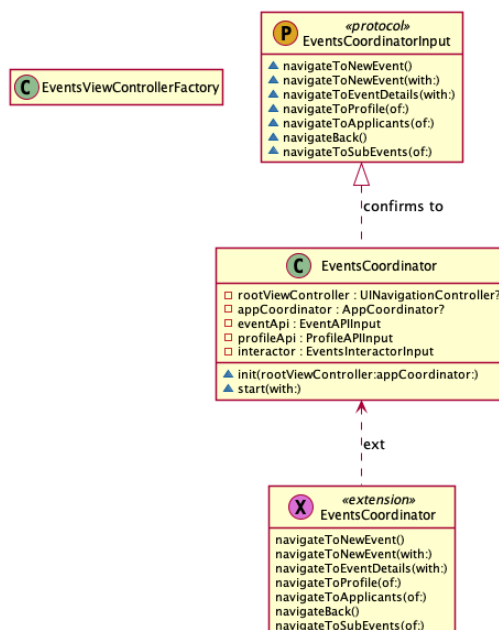 P
«protocol»
EventsCoordinatorInput
navigateToNewEvent()
navigateToNewEvent(with:)
navigateToEventDetails(with:)
navigateToProfile(of:)
navigateToApplicants(of:)
navigateBack()
navigateToSubEvents(of:)
C EventsViewControllerFactory
confirms to
C EventsCoordinator
rootViewController : UINavigationController?
appCoordinator : AppCoordinator?
eventApi : EventAPIInput
profileApi : ProfileAPIInput
interactor : EventsInteractorInput
init(rootViewController:appCoordinator:)
start(with:)
ext
X
«extension»
EventsCoordinator
navigateToNewEvent()
navigateToNewEvent(with:)
navigateToEventDetails(with:)
navigateToProfile(of:)
navigateToApplicants(of:)
navigateBack()
navigateToSubEvents(of:)